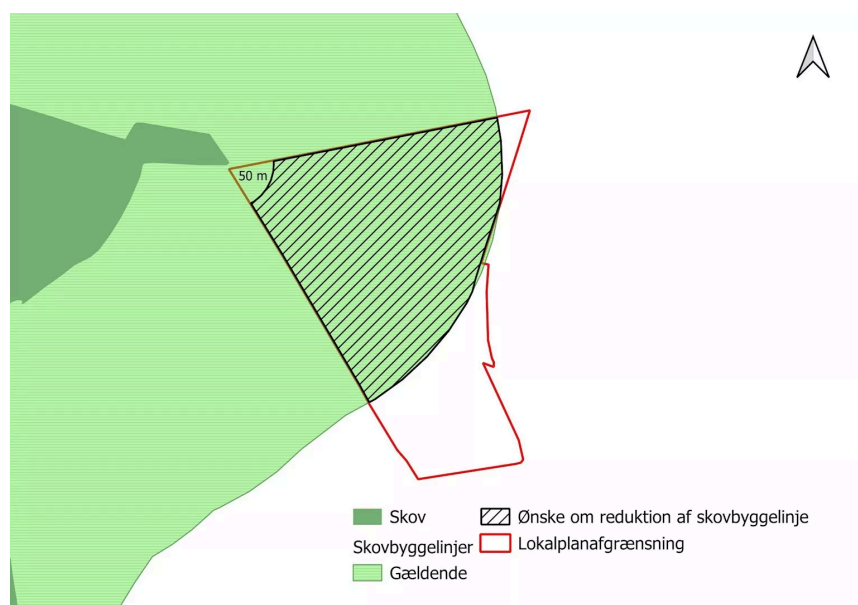 50 m
Skov
Skovbyggelinjer
Gældende
Ønske om reduktion af skovbyggelinje
Lokalplanafgrænsning